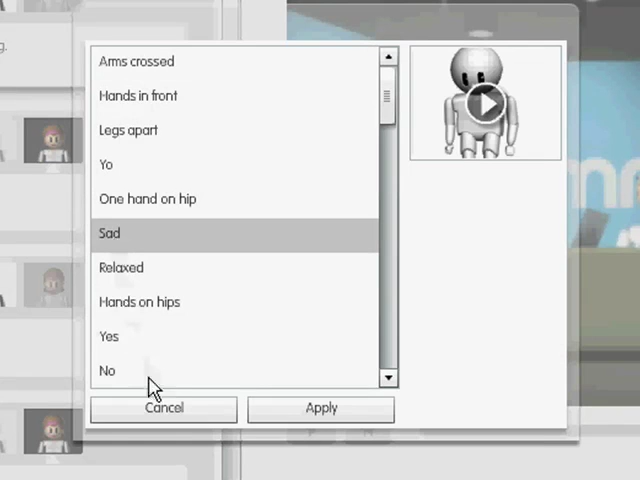 g.
Arms crossed
Hands in front
Legs apart
Yo
One hand on hip
Sad
Relaxed
Hands on hips
Yes
No
Cancel
Apply